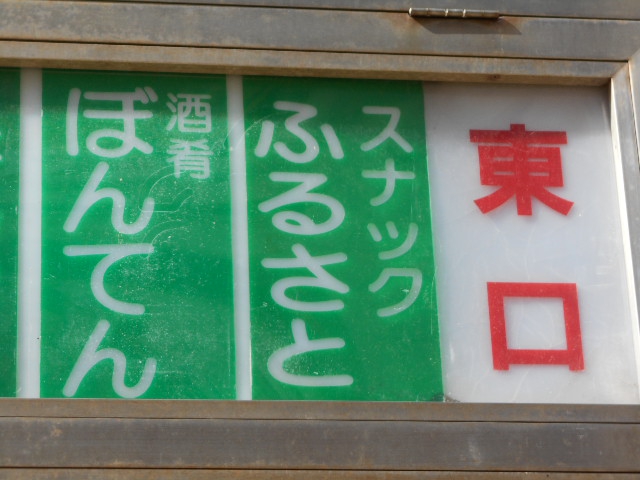 東口
スナック
ふるさと
酒肴
ぼんてん